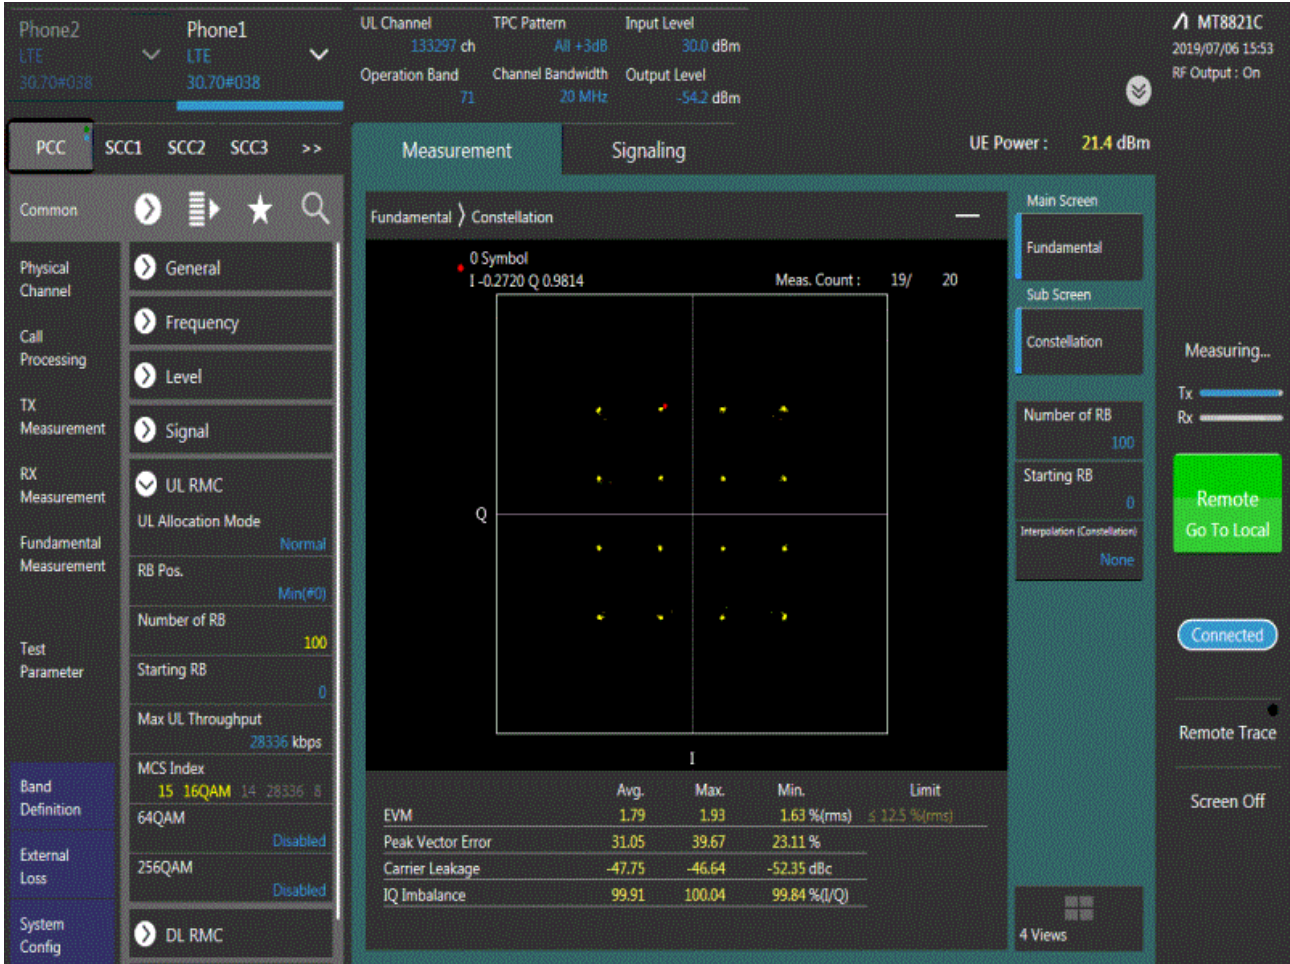 Phone2
LTE
30.70#038
Phone1
LTE
30.70#038
UL Channel
133297 ch
TPC Pattern
All +3dB
Input Level
30.0 dBm
Operation Band
71
Channel Bandwidth
20 MHz
Output Level
-54.2 dBm
MT8821C
2019/07/06 15:53
RF Output : On
PCC SCC1 SCC2 SCC3 >>
Measurement Signaling
UE Power : 21.4 dBm
Common
Physical
Channel
Call
Processing
TX
Measurement
RX
Measurement
Fundamental
Measurement
Test
Parameter
Band
Definition
External
Loss
System
Config
General
Frequency
Level
Signal
UL RMC
UL Allocation Mode
Normal
RB Pos.
Min(#0)
Number of RB
100
Starting RB
0
Max UL Throughput
28336 kbps
MCS Index
15 16QAM 14 28336 8
64QAM
Disabled
256QAM
Disabled
DL RMC
Fundamental 〉 Constellation
0 Symbol
I -0.2720 Q 0.9814
Meas. Count : 19/ 20
Q
I
Avg. Max. Min. Limit
EVM 1.79 1.93 1.63 %(rms) ≤ 12.5 %(rms)
Peak Vector Error 31.05 39.67 23.11 %
Carrier Leakage -47.75 -46.64 -52.35 dBc
IQ Imbalance 99.91 100.04 99.84 %(I/Q)
Main Screen
Fundamental
Sub Screen
Constellation
Number of RB
100
Starting RB
0
Interpolation (Constellation)
None
4 Views
Measuring...
Tx
Rx
Remote
Go To Local
Connected
Remote Trace
Screen Off